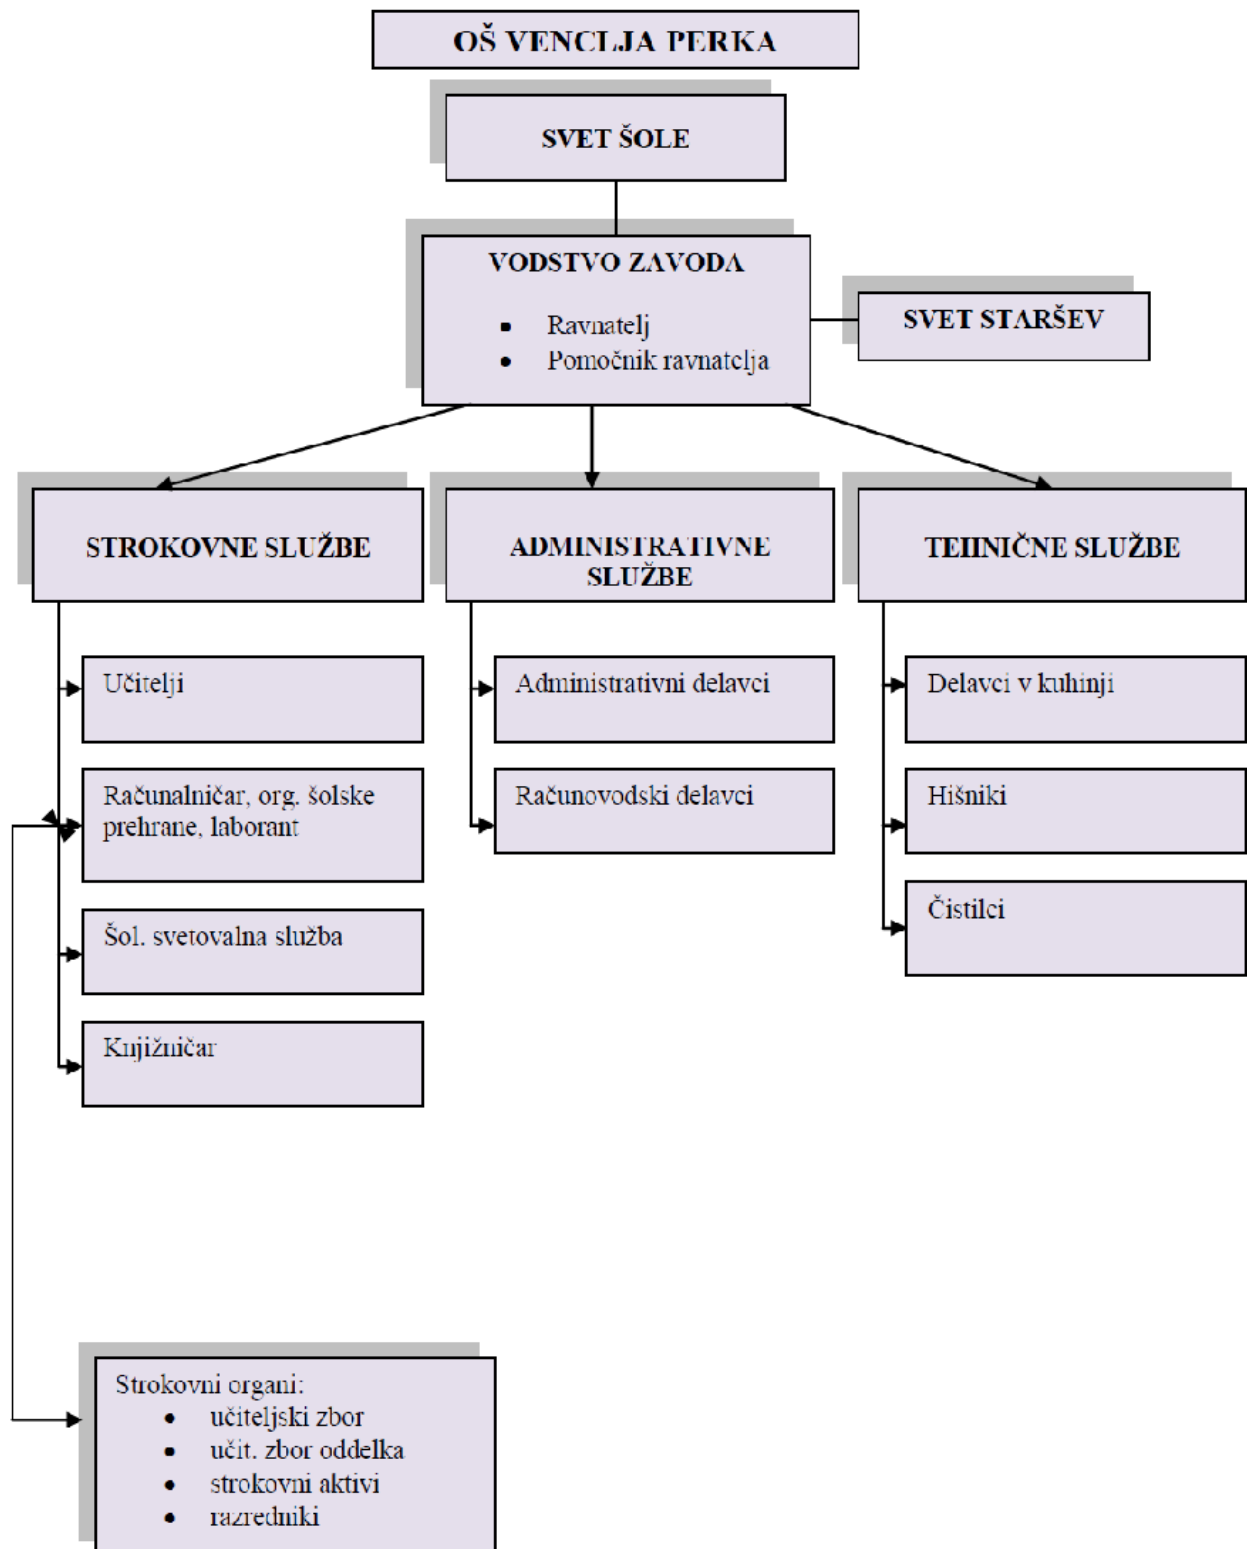 OŠ VENCLJA PERKA
SVET ŠOLE
VODSTVO ZAVODA
• Ravnatelj
• Pomočnik ravnatelja
SVET STARŠEV
STROKOVNE SLUŽBE
Učitelji
Računalničar, org. šolske
prehrane, laborant
Šol. svetovalna služba
Knjižničar
ADMINISTRATIVNE
SLUŽBE
Administrativni delavci
Računovodski delavci
TEHNIČNE SLUŽBE
Delavci v kuhinji
Hišniki
Čistilci
Strokovni organi:
• učiteljski zbor
• učit. zbor oddelka
• strokovni aktivi
• razredniki